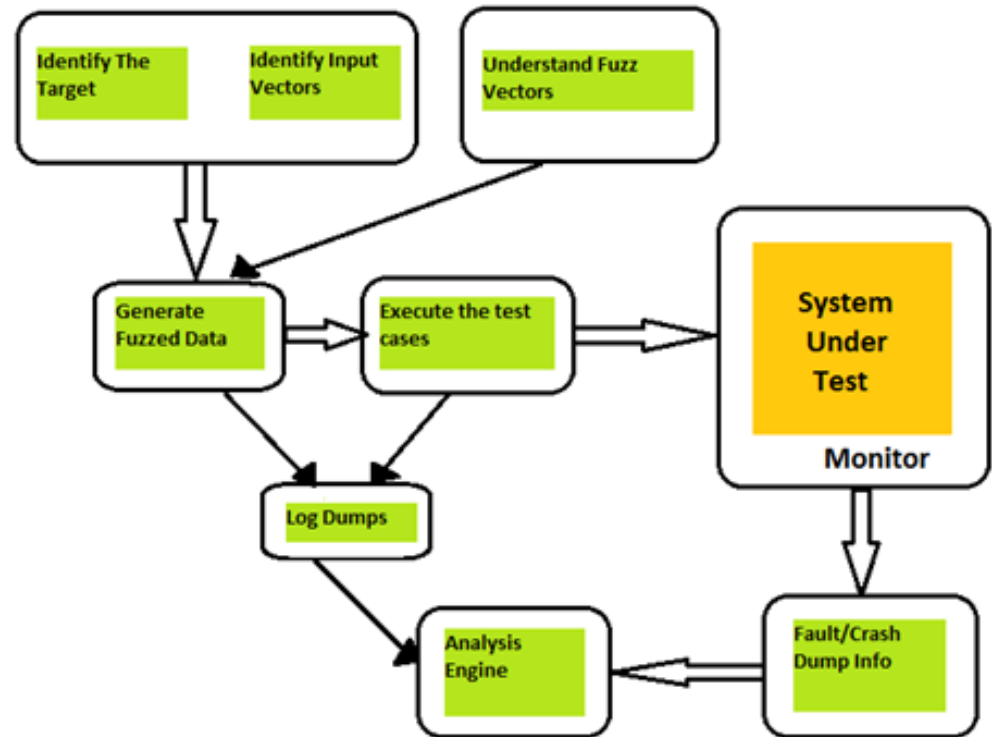 Identify The
Target
Identify Input
Vectors
Understand Fuzz
Vectors
Generate
Fuzzed Data
Execute the test
cases
System
Under
Test
Monitor
Log Dumps
Analysis
Engine
Fault/Crash
Dump Info